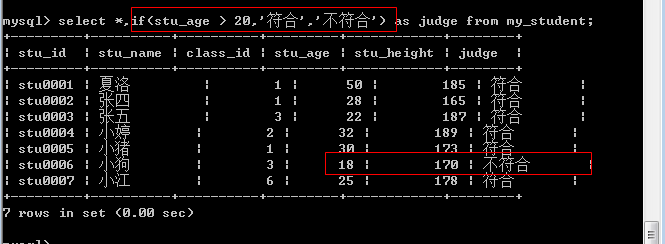 mysql> select *,if(stu_age > 20,'符合','不符合') as judge from my_student;
+---------+----------+----------+---------+------------+--------+
| stu_id | stu_name | class_id | stu_age | stu_height | judge |
+---------+----------+----------+---------+------------+--------+
| stu0001 | 夏洛 | 1 | 50 | 185 | 符合 |
| stu0002 | 张四 | 1 | 28 | 165 | 符合 |
| stu0003 | 张五 | 3 | 22 | 187 | 符合 |
| stu0004 | 小婷 | 2 | 32 | 189 | 符合 |
| stu0005 | 小猪 | 1 | 30 | 173 | 符合 |
| stu0006 | 小狗 | 3 | 18 | 170 | 不符合 |
| stu0007 | 小江 | 6 | 25 | 178 | 符合 |
+---------+----------+----------+---------+------------+--------+
7 rows in set (0.00 sec)
mysql>